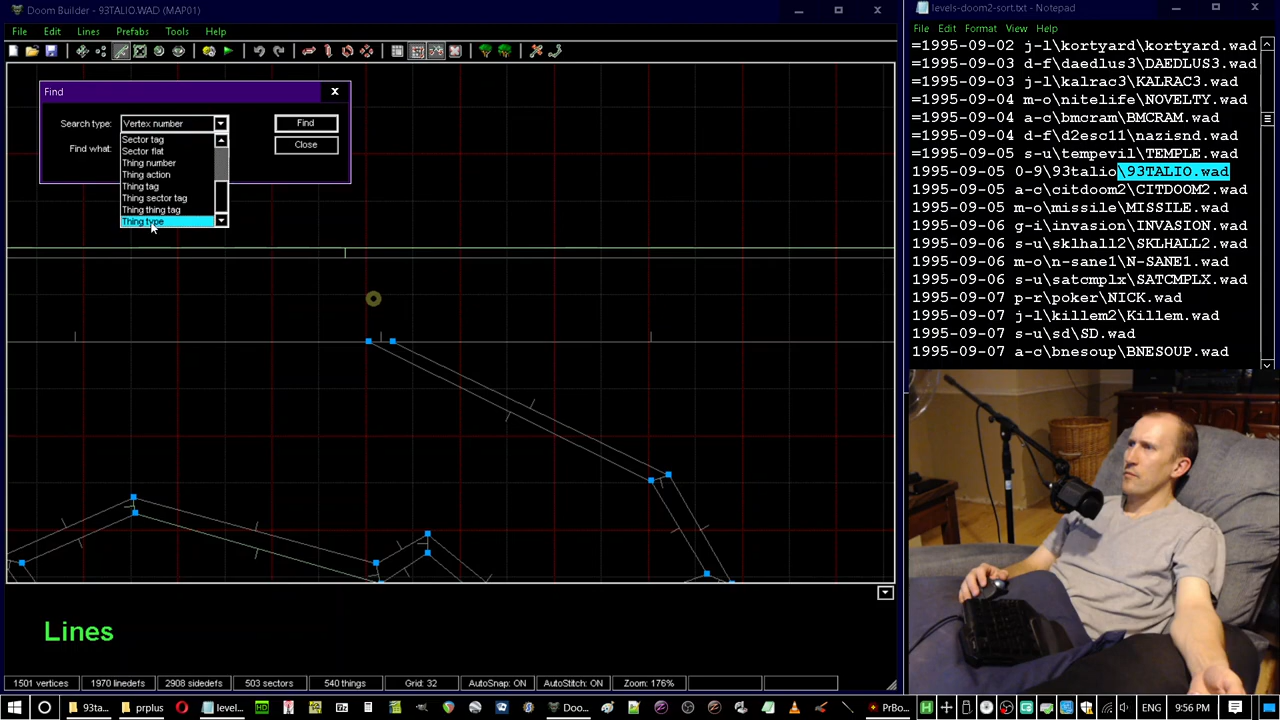 Doom Builder - 93TALIO.WAD (MAP01)
File Edit Lines Prefabs Tools Help
Find
Search type: Vertex number Find
Find what: Close
Sector tag
Sector flat
Thing number
Thing action
Thing tag
Thing sector tag
Thing thing tag
Thing type
Lines
1501 vertices 1970 linedefs 2908 sidedefs 503 sectors 540 things Grid: 32 AutoSnap: ON AutoStitch: ON Zoom: 176%
levels-doom2-sort.txt - Notepad
File Edit Format View Help
=1995-09-02 j-l\kortyard\kortyard.wad
=1995-09-03 d-f\daedlus3\DAEDLUS3.wad
=1995-09-03 j-l\kalrac3\KALRAC3.wad
=1995-09-04 m-o\nitelife\NOVELTY.wad
=1995-09-04 a-c\bmcram\BMCRAM.wad
=1995-09-04 d-f\d2esc11\nazisnd.wad
=1995-09-05 s-u\tempevil\TEMPLE.wad
1995-09-05 0-9\93talio\93TALIO.wad
=1995-09-05 a-c\citdoom2\CITDOOM2.wad
1995-09-05 m-o\missile\MISSILE.wad
1995-09-06 g-i\invasion\INVASION.wad
1995-09-06 s-u\sklhall2\SKLHALL2.wad
1995-09-06 m-o\n-sane1\N-SANE1.wad
1995-09-06 s-u\satcmplx\SATCMPLX.wad
1995-09-07 p-r\poker\NICK.wad
1995-09-07 j-l\killem2\Killem.wad
1995-09-07 s-u\sd\SD.wad
1995-09-07 a-c\bnesoup\BNESOUP.wad
93ta... prplus level... Doo... PrBo... ENG 9:56 PM